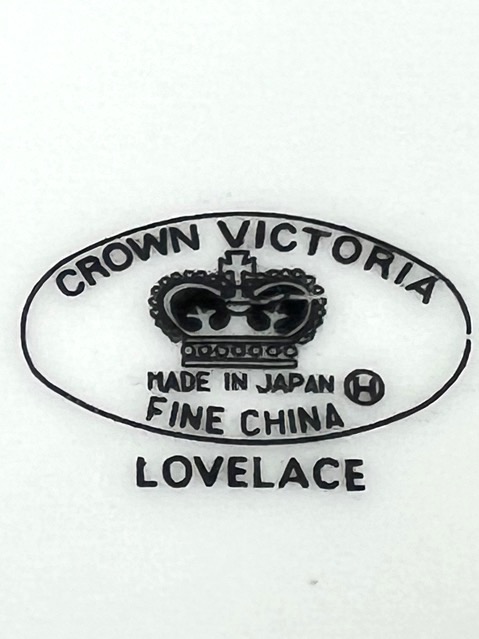 CROWN VICTORIA
MADE IN JAPAN Ⓗ
FINE CHINA
LOVELACE